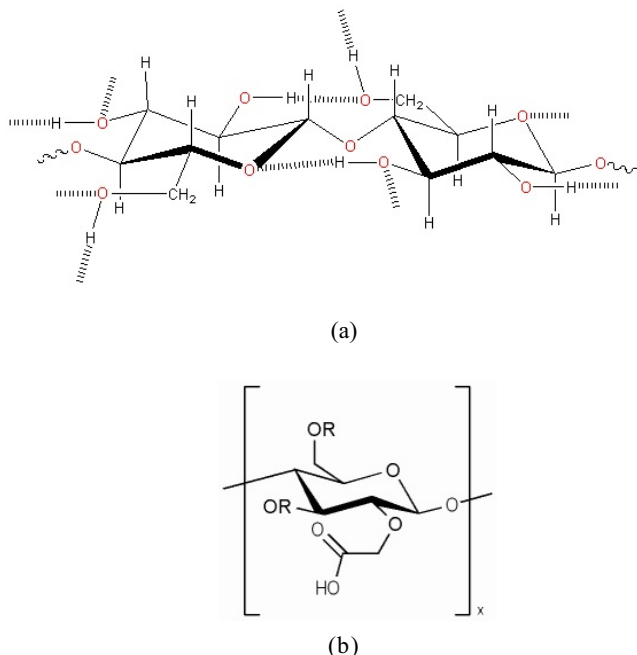 H
H H H H
H O H O CH2 H
H O O
O O
O H O O
O CH2 H H H O H
H H H
(a)
OR
O
OR O
O O
HO
x
(b)